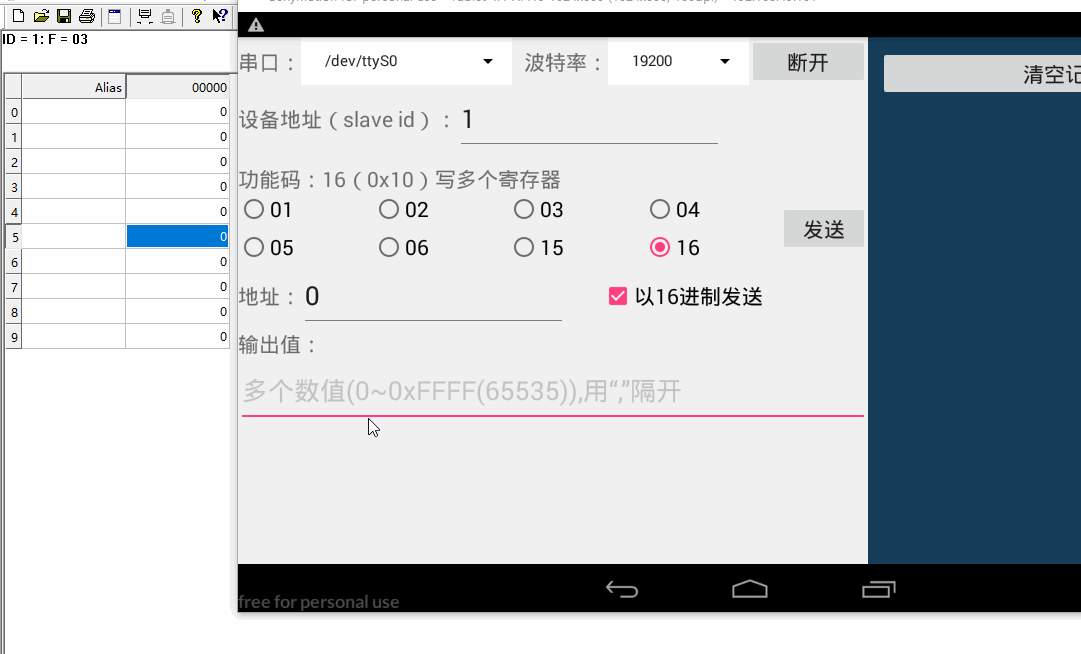 ID = 1: F = 03
Alias 00000
0 0
1 0
2 0
3 0
4 0
5 0
6 0
7 0
8 0
9 0
串口： /dev/ttyS0 波特率： 19200 断开
设备地址（slave id）： 1
功能码：16（0x10）写多个寄存器
01 02 03 04
05 06 15 16
发送
地址： 0 以16进制发送
输出值：
多个数值(0~0xFFFF(65535)),用“,”隔开
清空记
free for personal use